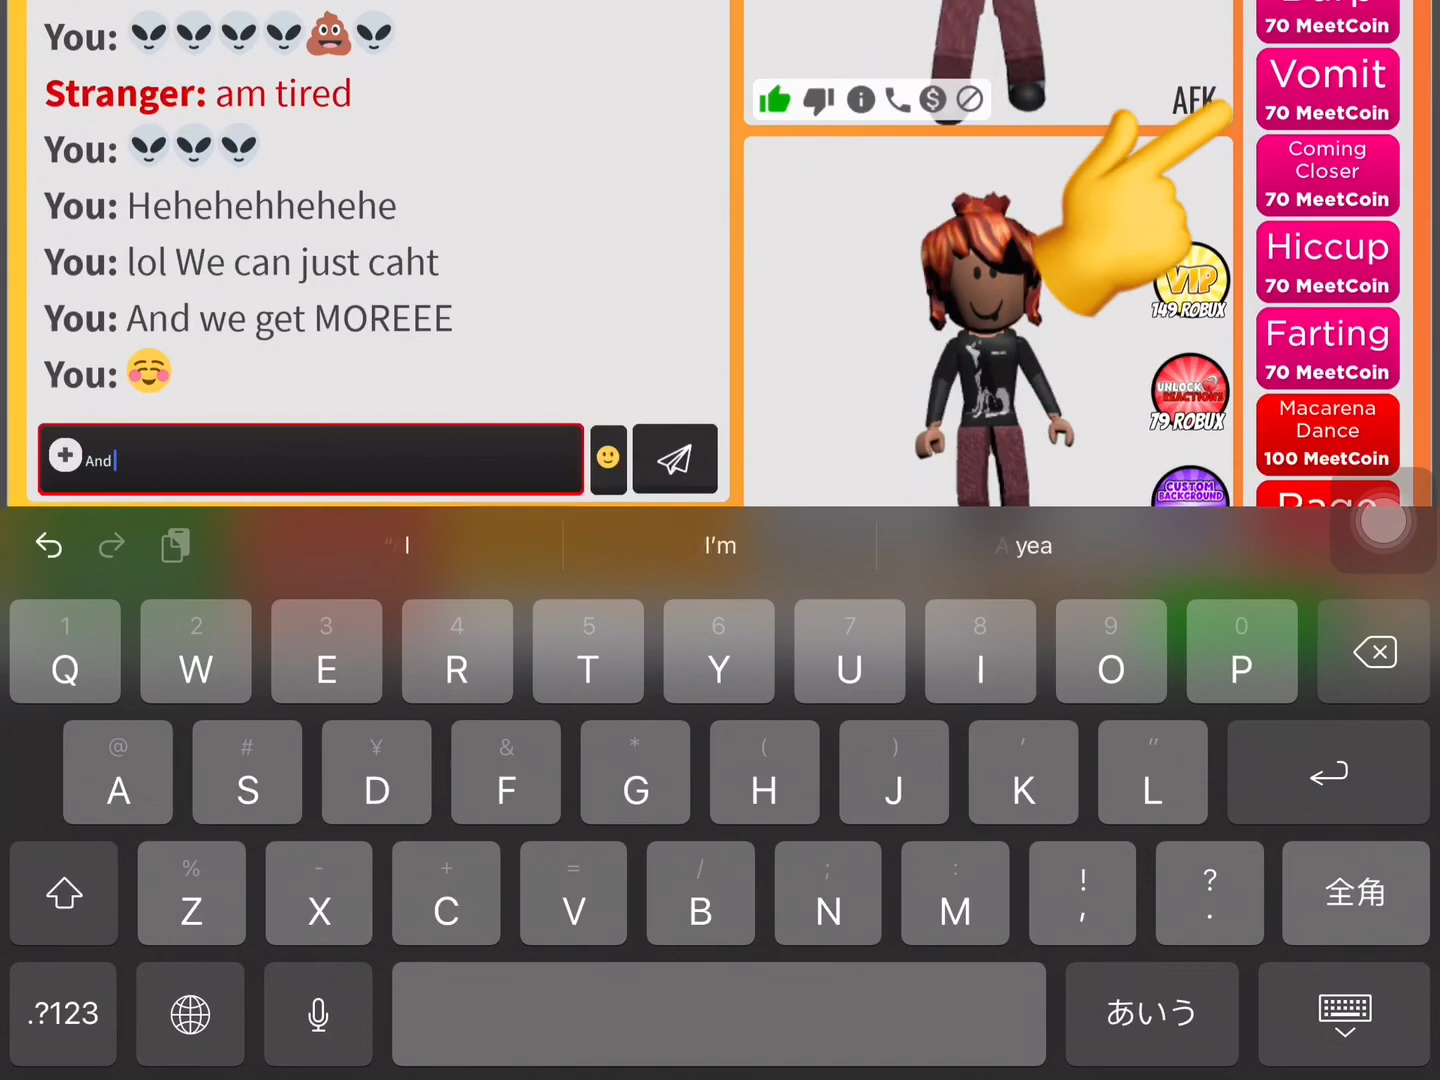 You: 👽👽👽👽💩👽
Stranger: am tired
You: 👽👽👽
You: Hehehehhehehe
You: lol We can just caht
You: And we get MOREEE
You: ☺️
And
AFK
VIP
149 ROBUX
UNLOCK
REACTIONS
79 ROBUX
CUSTOM
BACKGROUND
70 MeetCoin
Vomit
70 MeetCoin
Coming
Closer
70 MeetCoin
Hiccup
70 MeetCoin
Farting
70 MeetCoin
Macarena
Dance
100 MeetCoin
I I'm yea
1 2 3 4 5 6 7 8 9 0
Q W E R T Y U I O P
@ # ¥ & * ( ) ' "
A S D F G H J K L
% - + = / ; : ! ?
Z X C V B N M , . 全角
.?123 あいう